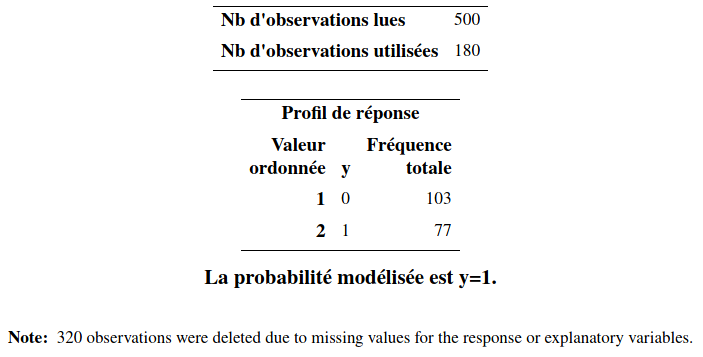 Nb d'observations lues 500
Nb d'observations utilisées 180
Profil de réponse
Valeur Fréquence
ordonnée y totale
1 0 103
2 1 77
La probabilité modélisée est y=1.
Note: 320 observations were deleted due to missing values for the response or explanatory variables.